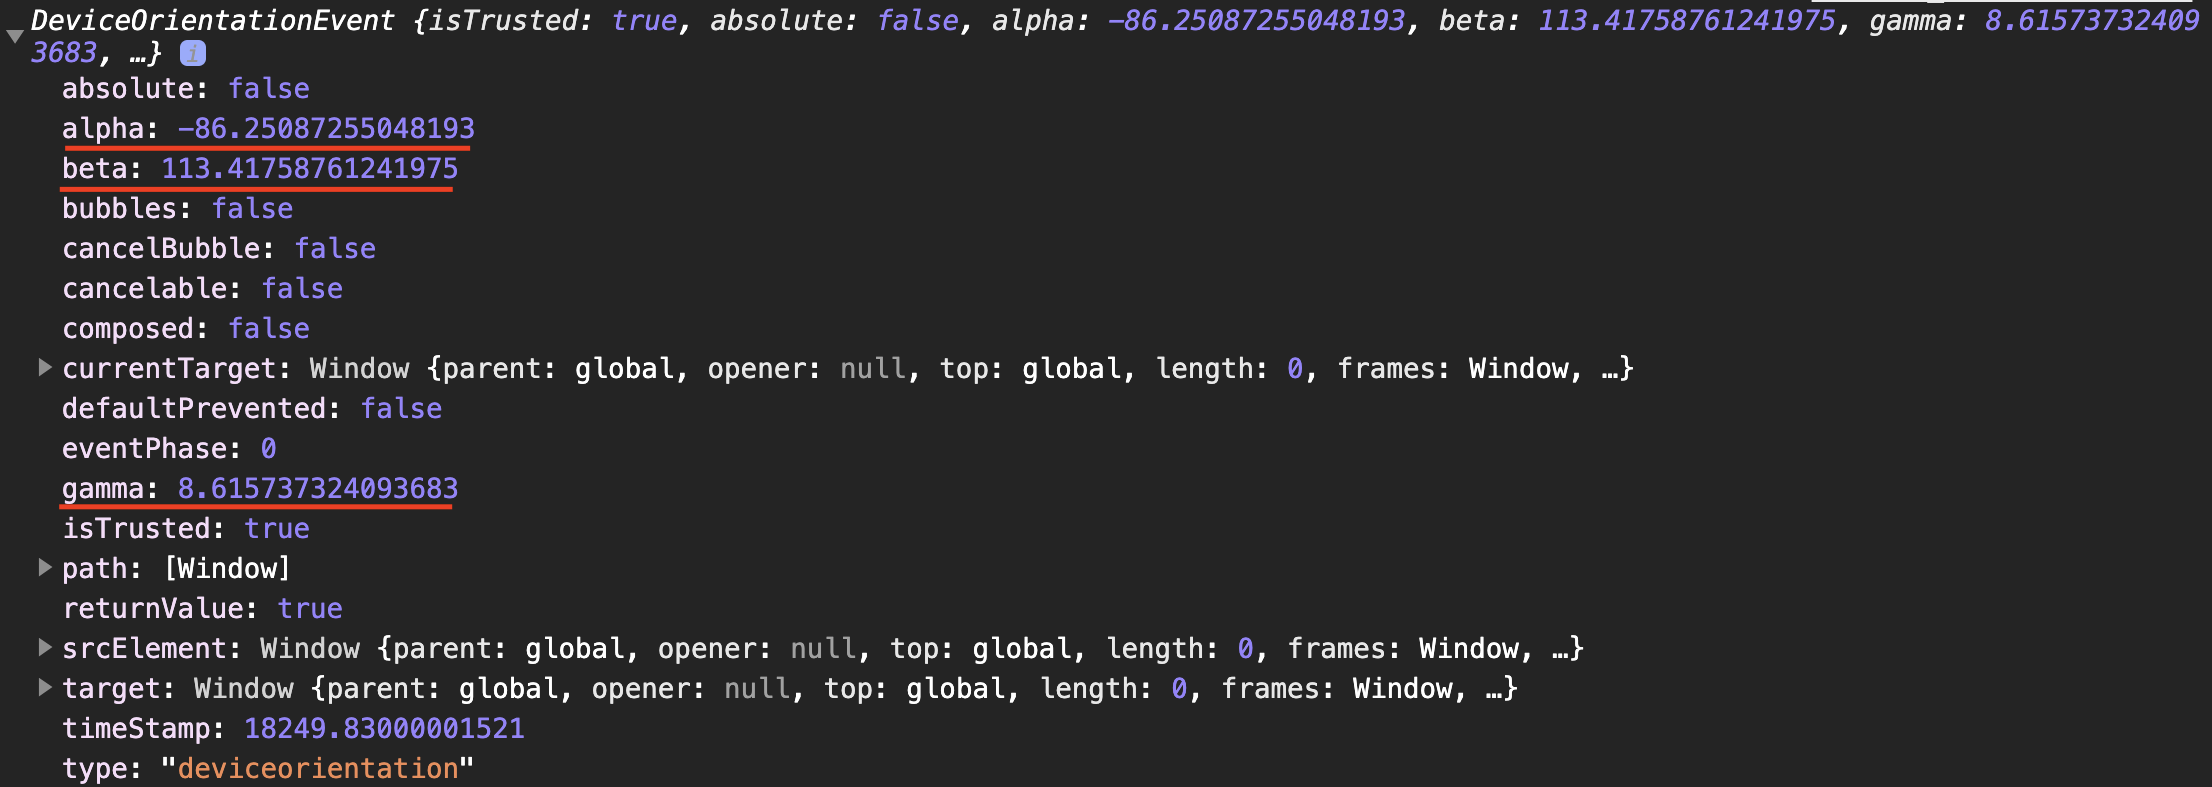 DeviceOrientationEvent {isTrusted: true, absolute: false, alpha: -86.25087255048193, beta: 113.41758761241975, gamma: 8.61573732409
3683, …} i
absolute: false
alpha: -86.25087255048193
beta: 113.41758761241975
bubbles: false
cancelBubble: false
cancelable: false
composed: false
currentTarget: Window {parent: global, opener: null, top: global, length: 0, frames: Window, …}
defaultPrevented: false
eventPhase: 0
gamma: 8.615737324093683
isTrusted: true
path: [Window]
returnValue: true
srcElement: Window {parent: global, opener: null, top: global, length: 0, frames: Window, …}
target: Window {parent: global, opener: null, top: global, length: 0, frames: Window, …}
timeStamp: 18249.83000001521
type: "deviceorientation"